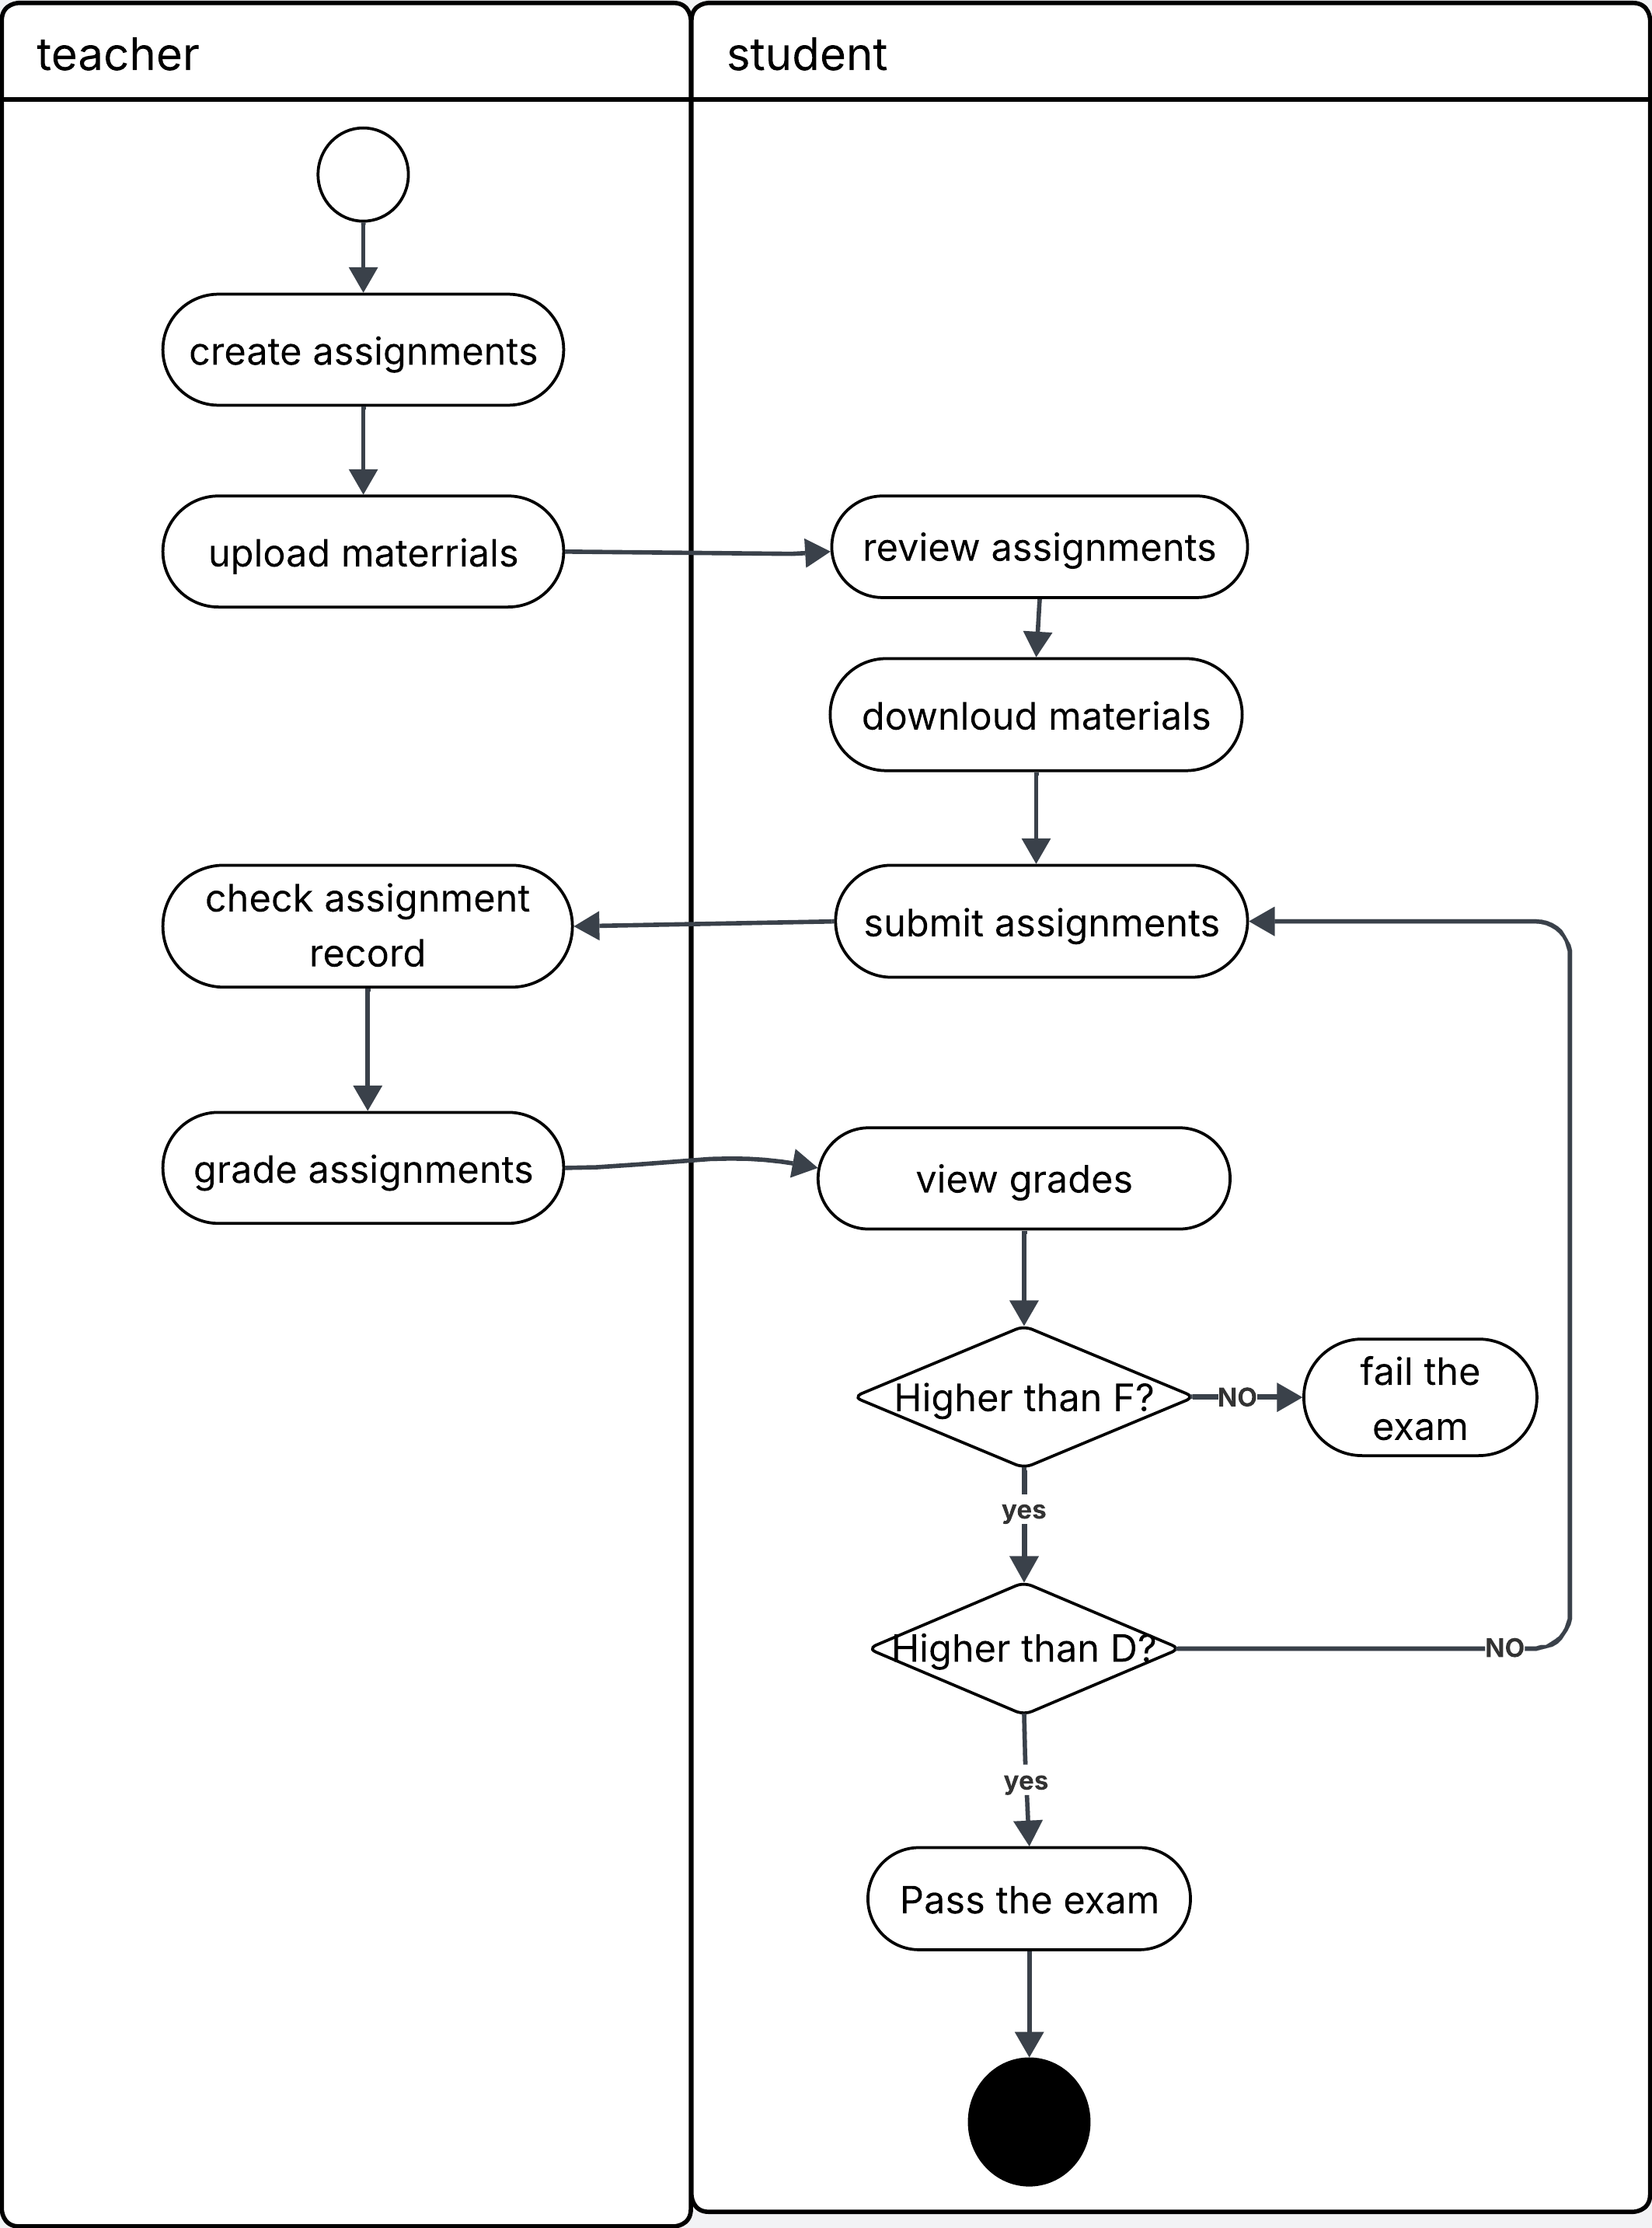 teacher
student
create assignments
upload materrials
review assignments
downloud materials
check assignment
record
submit assignments
grade assignments
view grades
Higher than F?
NO
fail the
exam
yes
Higher than D?
NO
yes
Pass the exam